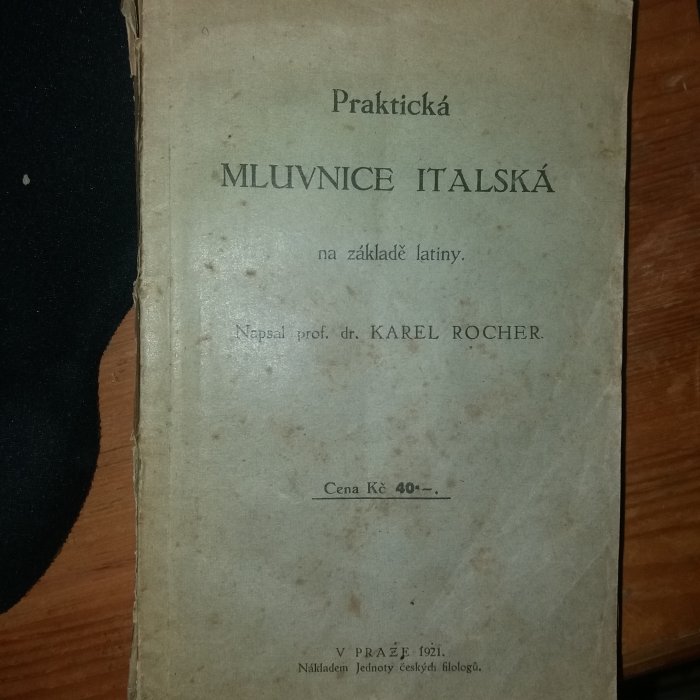 Praktická
MLUVNICE ITALSKÁ
na základě latiny.
Napsal prof. dr. KAREL ROCHER.
Cena Kč 40·—.
V PRAZE 1921.
Nákladem Jednoty českých filologů.